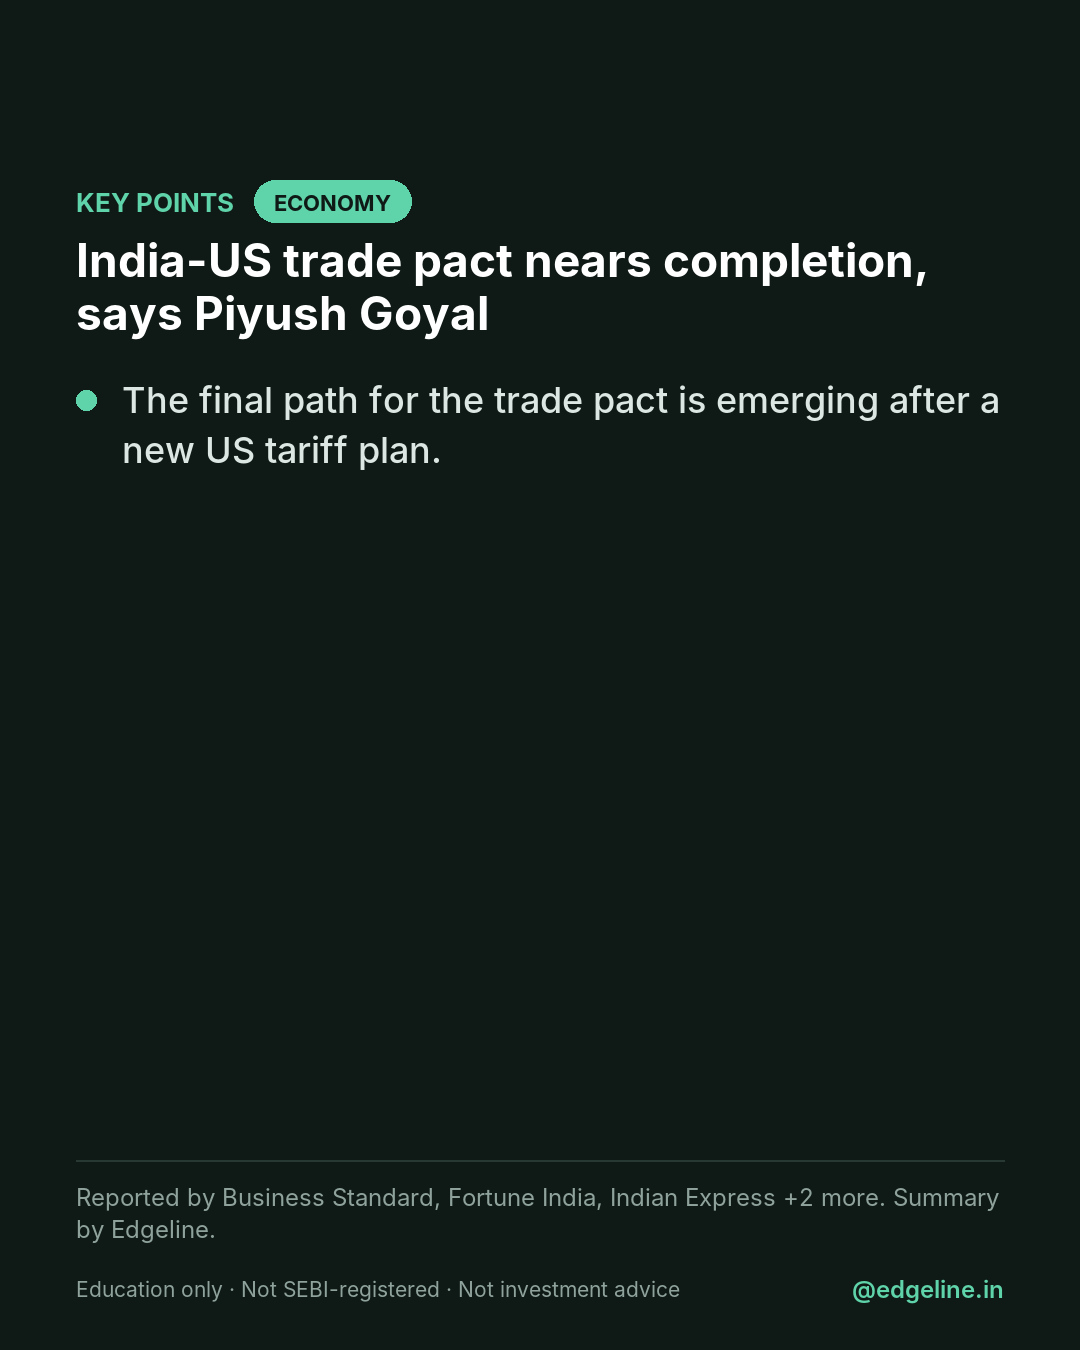 KEY POINTS ECONOMY
India-US trade pact nears completion,
says Piyush Goyal
The final path for the trade pact is emerging after a
new US tariff plan.
Reported by Business Standard, Fortune India, Indian Express +2 more. Summary
by Edgeline.
Education only · Not SEBI-registered · Not investment advice @edgeline.in